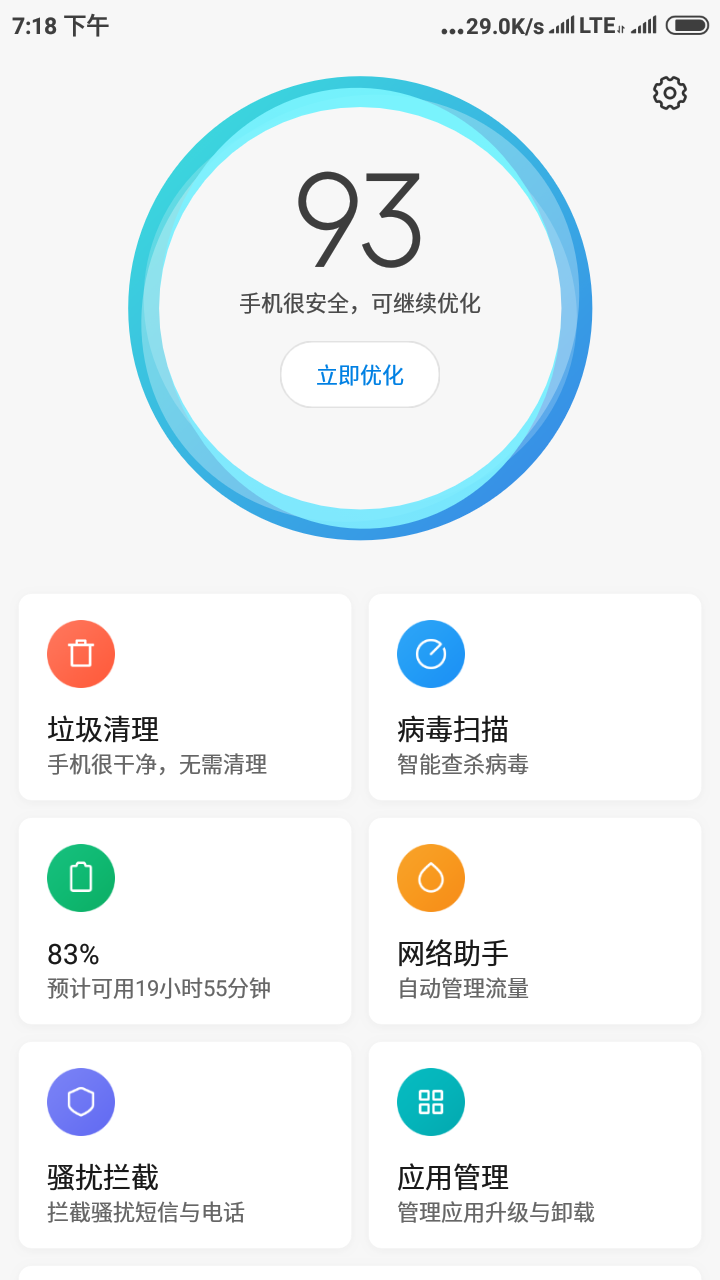 7:18 下午
...29.0K/s LTE
93
手机很安全，可继续优化
立即优化
垃圾清理
手机很干净，无需清理
病毒扫描
智能查杀病毒
83%
预计可用19小时55分钟
网络助手
自动管理流量
骚扰拦截
拦截骚扰短信与电话
应用管理
管理应用升级与卸载